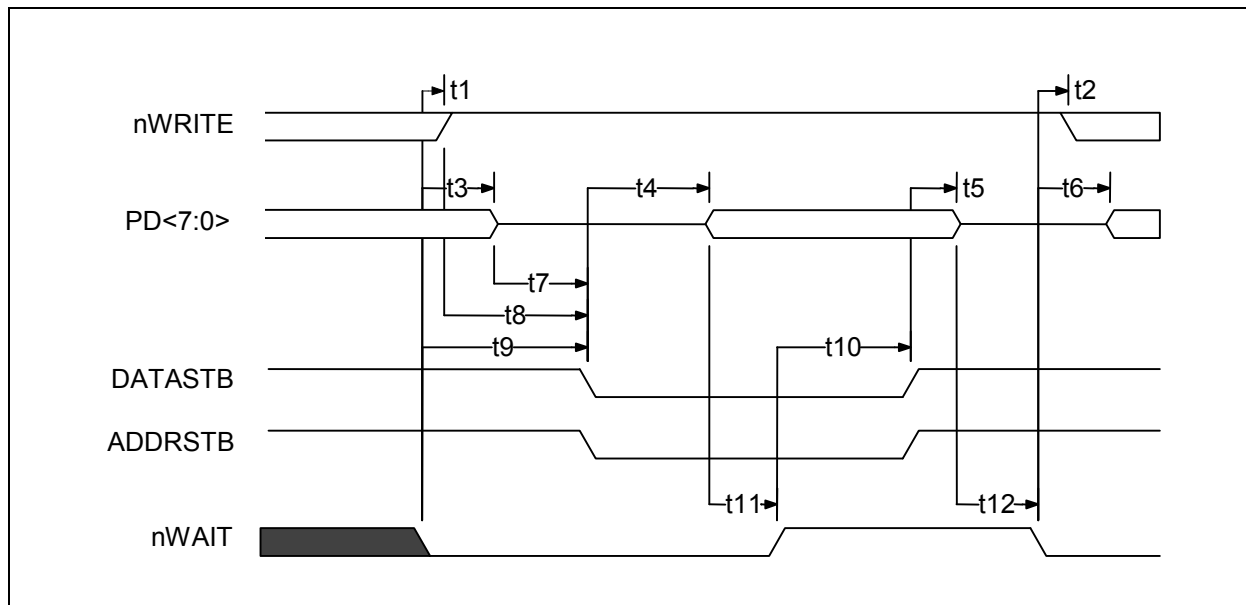 t1
t2
nWRITE
t3
t4
t5
t6
PD<7:0>
t7
t8
t9
t10
DATASTB
ADDRSTB
t11
t12
nWAIT